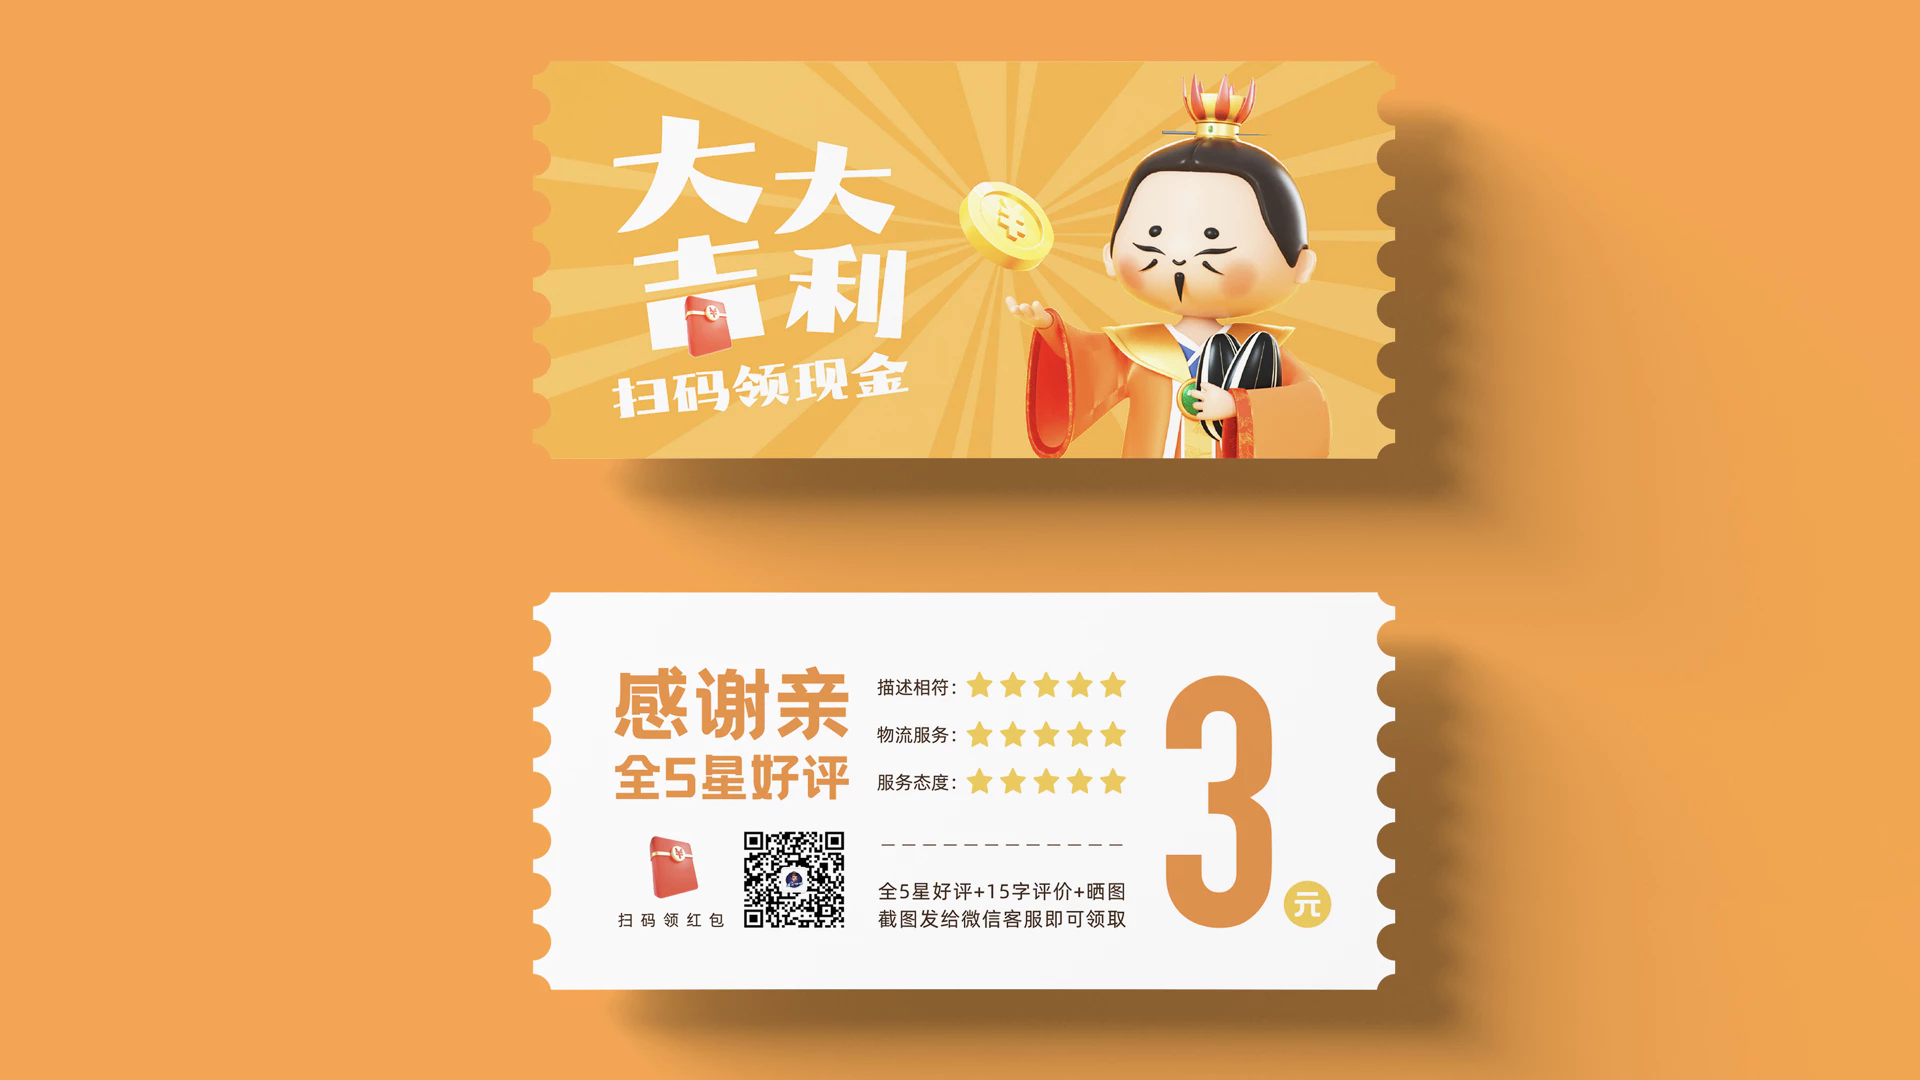 大大
吉利
扫码领现金
感谢亲
全5星好评
描述相符：
物流服务：
服务态度：
扫码领红包
全5星好评+15字评价+晒图
截图发给微信客服即可领取
3元